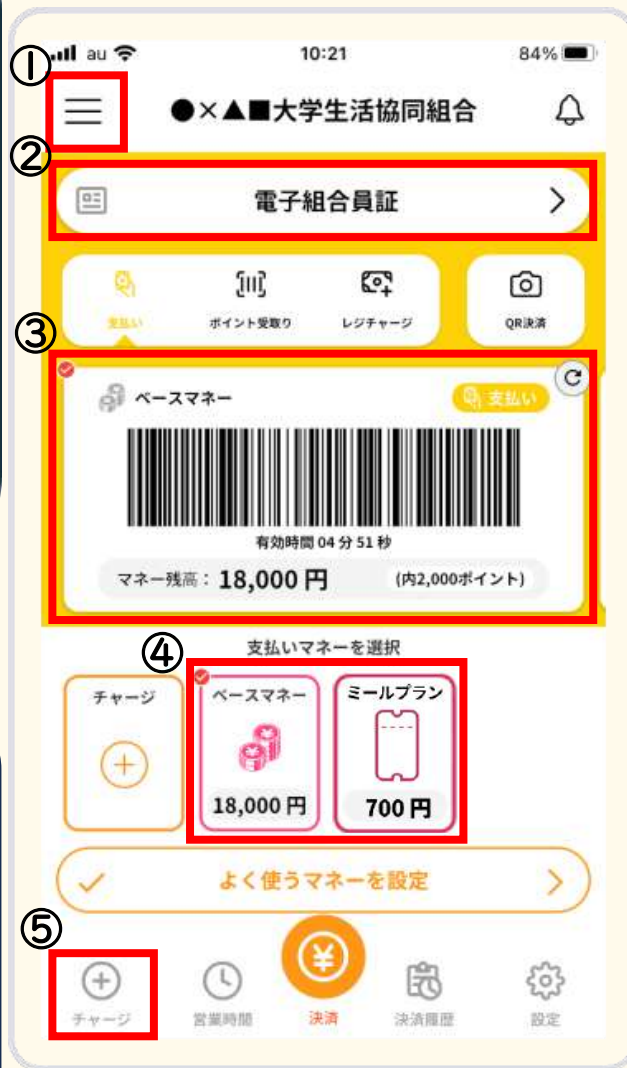 ①
au 10:21 84%
●×▲■大学生活協同組合
②
電子組合員証
支払い ポイント受取り レジチャージ QR決済
③
ベースマネー 支払い
有効時間 04 分 51 秒
マネー残高： 18,000 円 (内2,000ポイント)
④
支払いマネーを選択
チャージ ベースマネー ミールプラン
18,000 円 700 円
よく使うマネーを設定
⑤
チャージ 営業時間 決済 決済履歴 設定